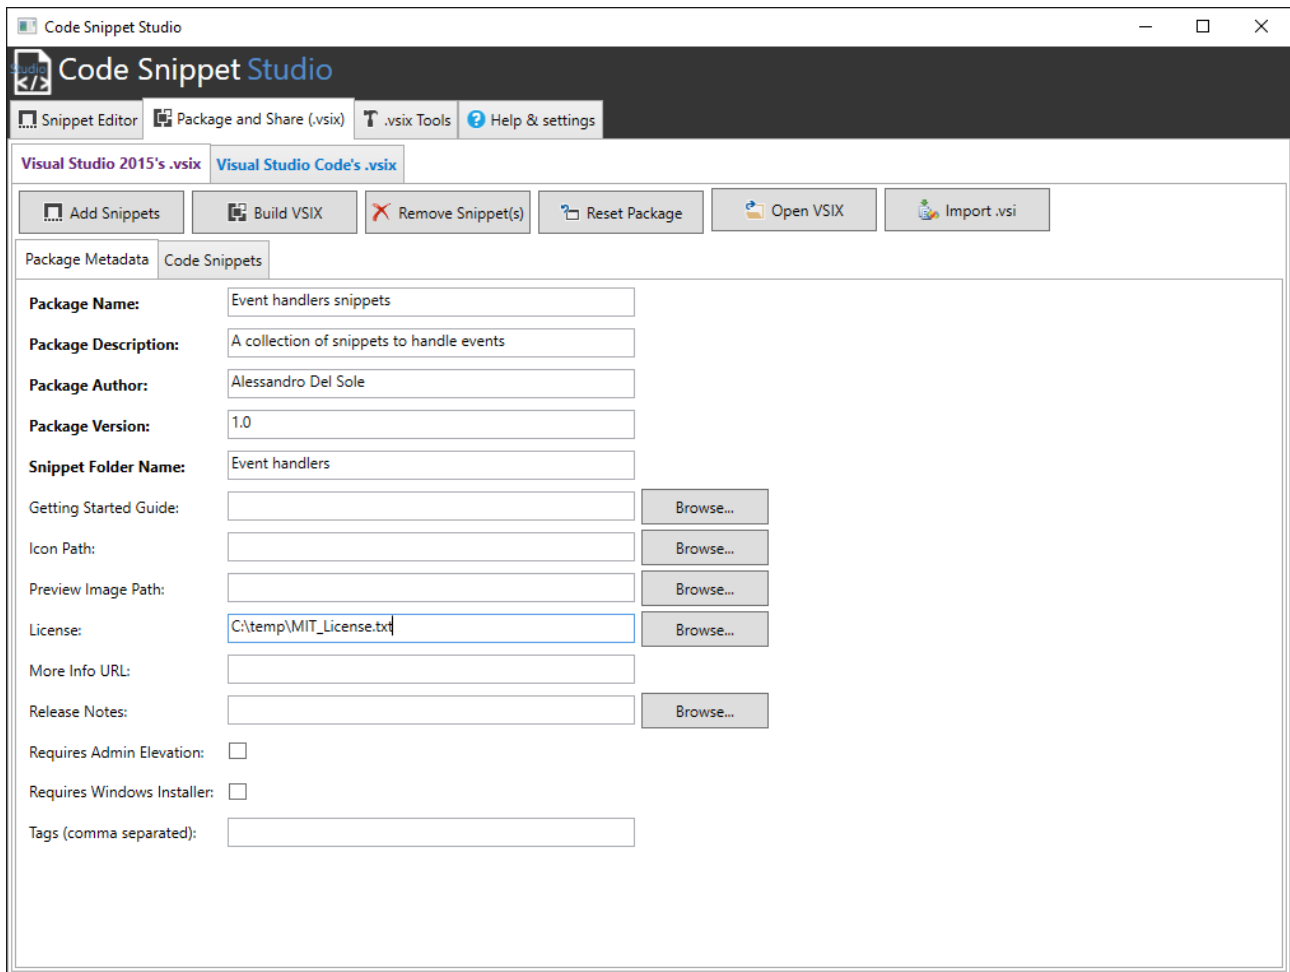 Code Snippet Studio
Studio
</>
Code Snippet Studio
Snippet Editor Package and Share (.vsix) .vsix Tools Help & settings
Visual Studio 2015's .vsix Visual Studio Code's .vsix
Add Snippets Build VSIX Remove Snippet(s) Reset Package Open VSIX Import .vsi
Package Metadata Code Snippets
Package Name: Event handlers snippets
Package Description: A collection of snippets to handle events
Package Author: Alessandro Del Sole
Package Version: 1.0
Snippet Folder Name: Event handlers
Getting Started Guide: Browse...
Icon Path: Browse...
Preview Image Path: Browse...
License: C:\temp\MIT_License.txt Browse...
More Info URL:
Release Notes: Browse...
Requires Admin Elevation:
Requires Windows Installer:
Tags (comma separated):